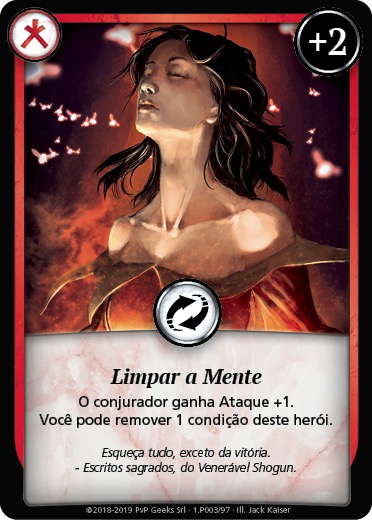 +2
Limpar a Mente
O conjurador ganha Ataque +1.
Você pode remover 1 condição deste herói.
Esqueça tudo, exceto da vitória.
- Escritos sagrados, do Venerável Shogun.
©2018-2019 PvP Geeks Srl - 1.P003/97 - Ill. Jack Kaiser